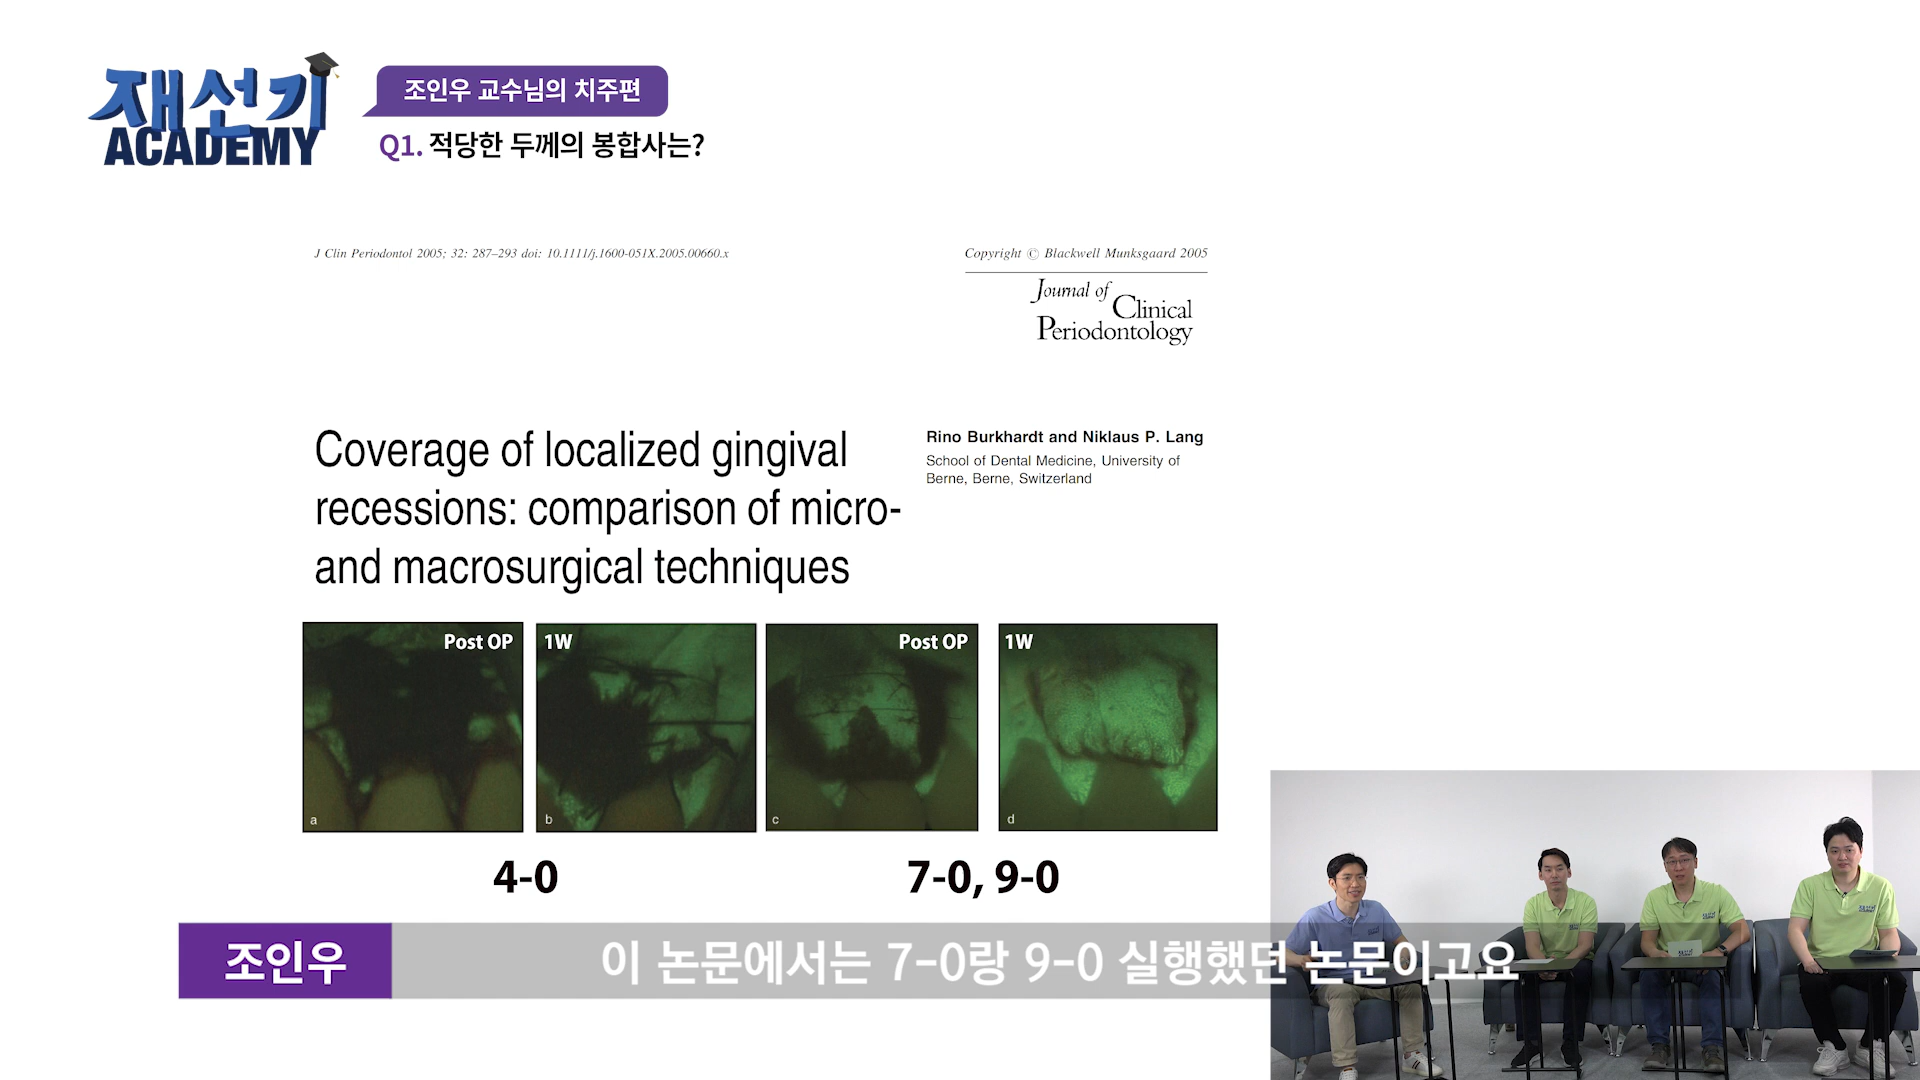 재선기
ACADEMY
조인우 교수님의 치주편
Q1. 적당한 두께의 봉합사는?
J Clin Periodontol 2005; 32: 287–293 doi: 10.1111/j.1600-051X.2005.00660.x
Copyright © Blackwell Munksgaard 2005
Journal of
Clinical
Periodontology
Coverage of localized gingival
recessions: comparison of micro-
and macrosurgical techniques
Rino Burkhardt and Niklaus P. Lang
School of Dental Medicine, University of
Berne, Berne, Switzerland
Post OP
1W
Post OP
1W
a
b
c
d
4-0
7-0, 9-0
조인우
이 논문에서는 7-0랑 9-0 실행했던 논문이고요